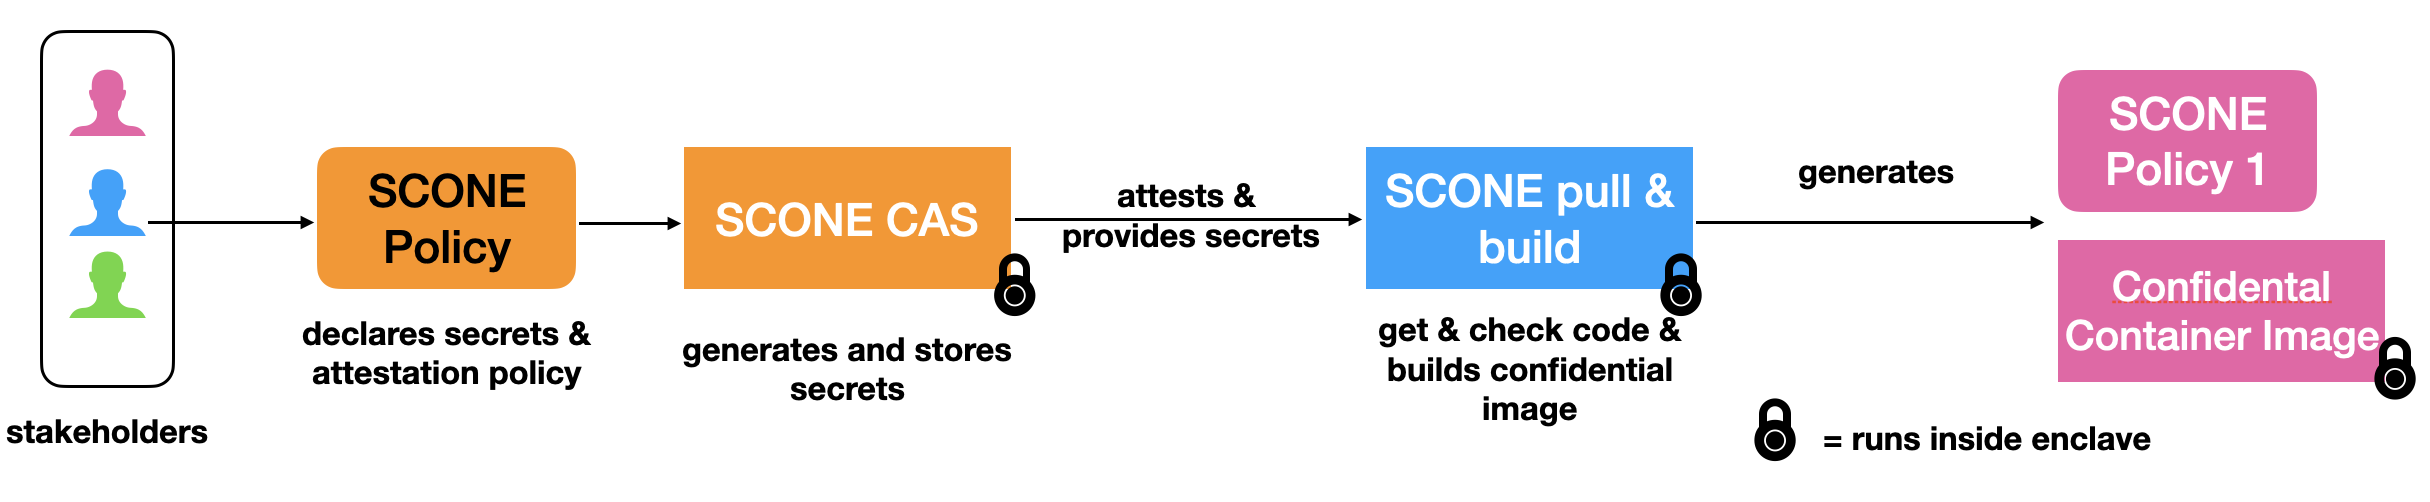 stakeholders
SCONE
Policy
declares secrets &
attestation policy
SCONE CAS
generates and stores
secrets
attests &
provides secrets
SCONE pull &
build
get & check code &
builds confidential
image
generates
SCONE
Policy 1
Confidental
Container Image
= runs inside enclave